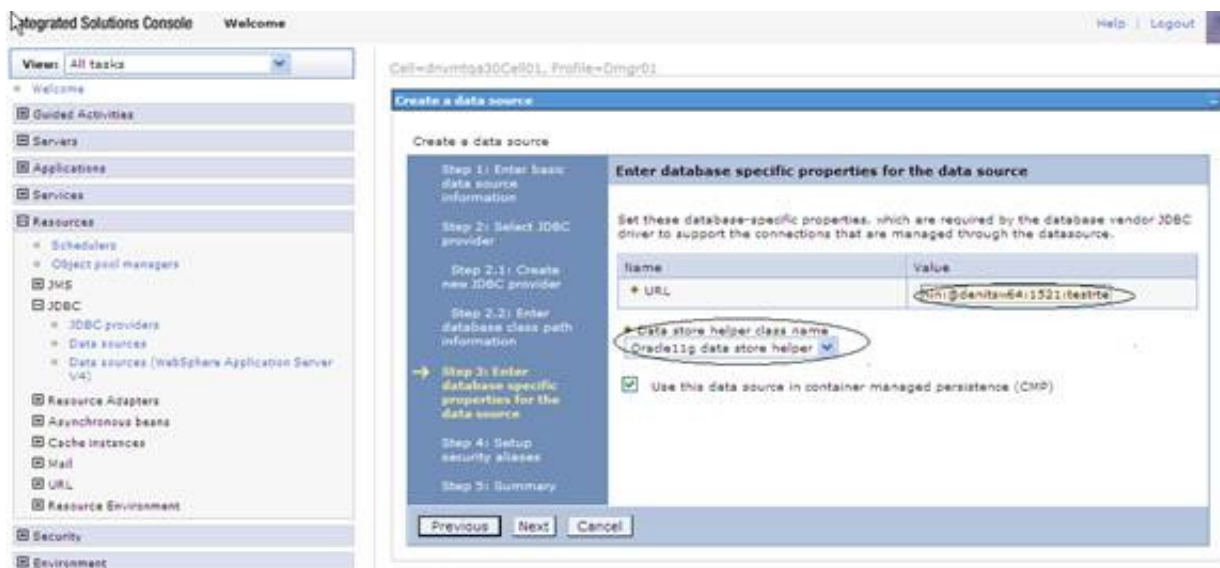 Integrated Solutions Console Welcome Help | Logout
View: All tasks
Welcome
Guided Activities
Servers
Applications
Services
Resources
Schedulers
Object pool managers
JMS
JDBC
JDBC providers
Data sources
Data sources (WebSphere Application Server
V4)
Resource Adapters
Asynchronous beans
Cache instances
Mail
URL
Resource Environment
Security
Environment
Profile=Dmgr01
Create a data source
Create a data source
Step 1: Enter basic
data source
information
Step 2: Select JDBC
provider
Step 2.1: Create
new JDBC provider
Step 2.2: Enter
database class path
information
Step 3: Enter
database specific
properties for the
data source
Step 4: Setup
security aliases
Step 5: Summary
Enter database specific properties for the data source
Set these database-specific properties, which are required by the database vendor JDBC
driver to support the connections that are managed through the datasource.
Name Value
URL
Data store helper class name
Oracle11g data store helper
Use this data source in container managed persistence (CMP)
Previous Next Cancel